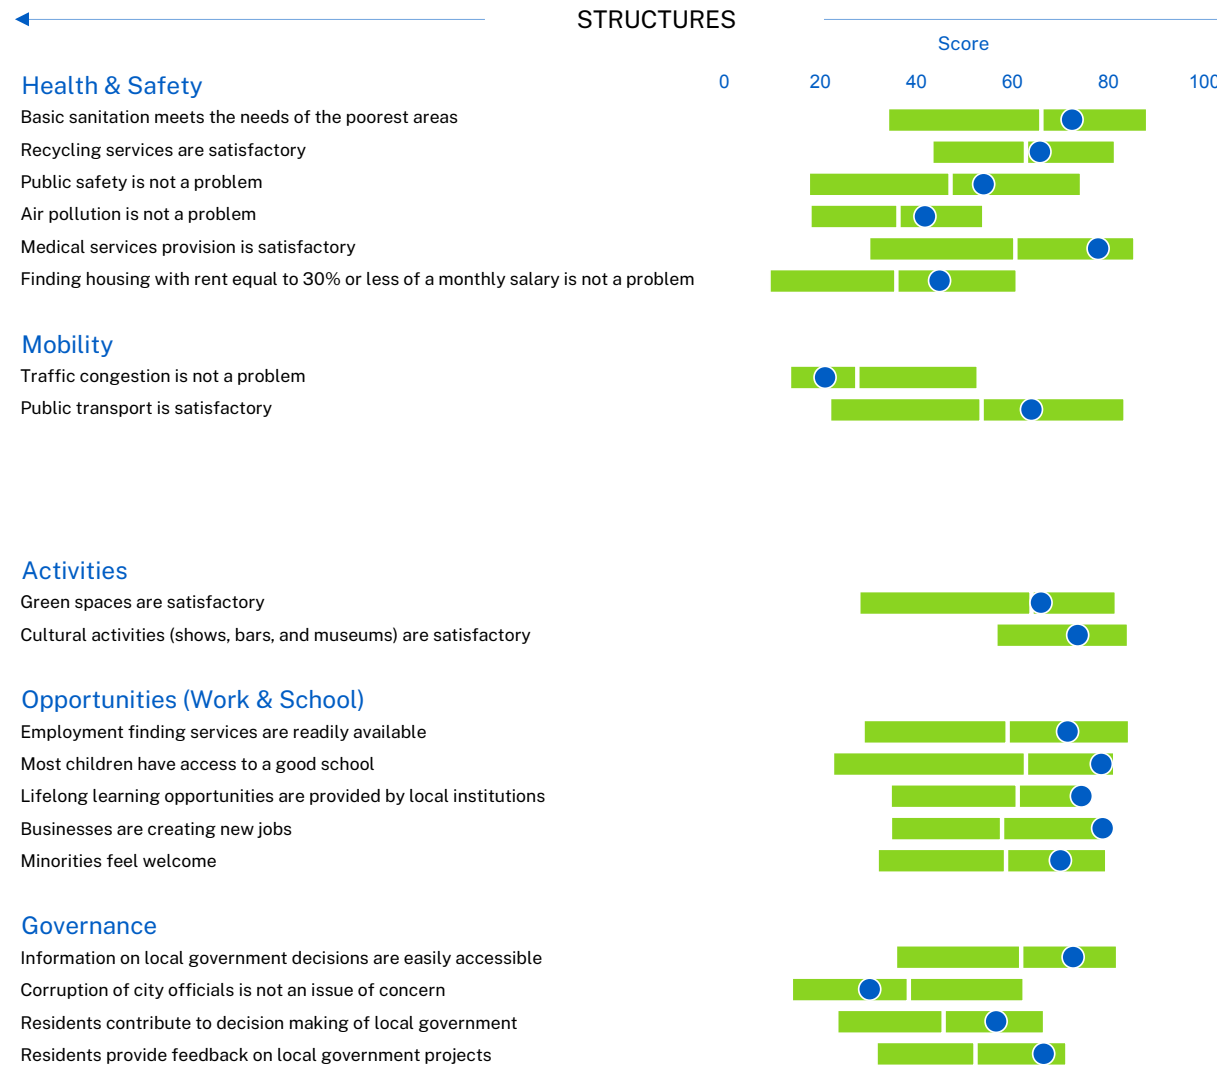 STRUCTURES
Score
Health & Safety
0 20 40 60 80 100
Basic sanitation meets the needs of the poorest areas
Recycling services are satisfactory
Public safety is not a problem
Air pollution is not a problem
Medical services provision is satisfactory
Finding housing with rent equal to 30% or less of a monthly salary is not a problem
Mobility
Traffic congestion is not a problem
Public transport is satisfactory
Activities
Green spaces are satisfactory
Cultural activities (shows, bars, and museums) are satisfactory
Opportunities (Work & School)
Employment finding services are readily available
Most children have access to a good school
Lifelong learning opportunities are provided by local institutions
Businesses are creating new jobs
Minorities feel welcome
Governance
Information on local government decisions are easily accessible
Corruption of city officials is not an issue of concern
Residents contribute to decision making of local government
Residents provide feedback on local government projects